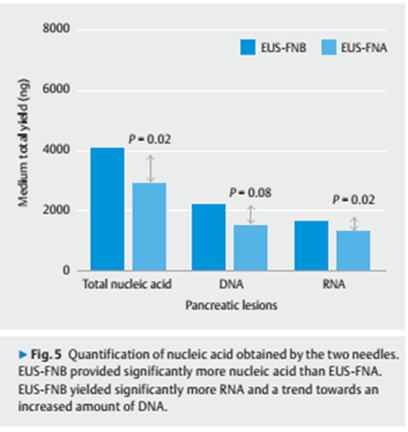 8000
EUS-FNB
EUS-FNA
6000
4000
2000
0
Medium total yield (ng)
P = 0.02
P = 0.08
P = 0.02
Total nucleic acid
DNA
RNA
Pancreatic lesions
▶ Fig. 5 Quantification of nucleic acid obtained by the two needles.
EUS-FNB provided significantly more nucleic acid than EUS-FNA.
EUS-FNB yielded significantly more RNA and a trend towards an
increased amount of DNA.